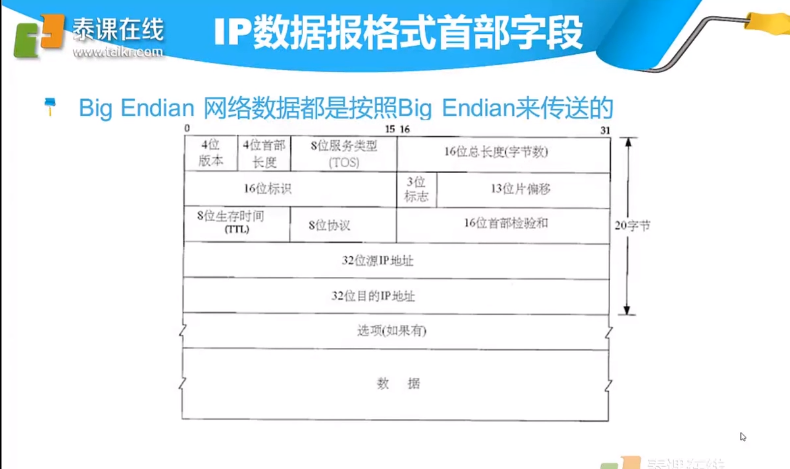 泰课在线
www.taikr.com
IP数据报格式首部字段
Big Endian 网络数据都是按照Big Endian来传送的
0 15 16 31
4位版本 4位首部长度 8位服务类型(TOS) 16位总长度(字节数)
16位标识 3位标志 13位片偏移
8位生存时间(TTL) 8位协议 16位首部检验和
20字节
32位源IP地址
32位目的IP地址
选项(如果有)
数 据